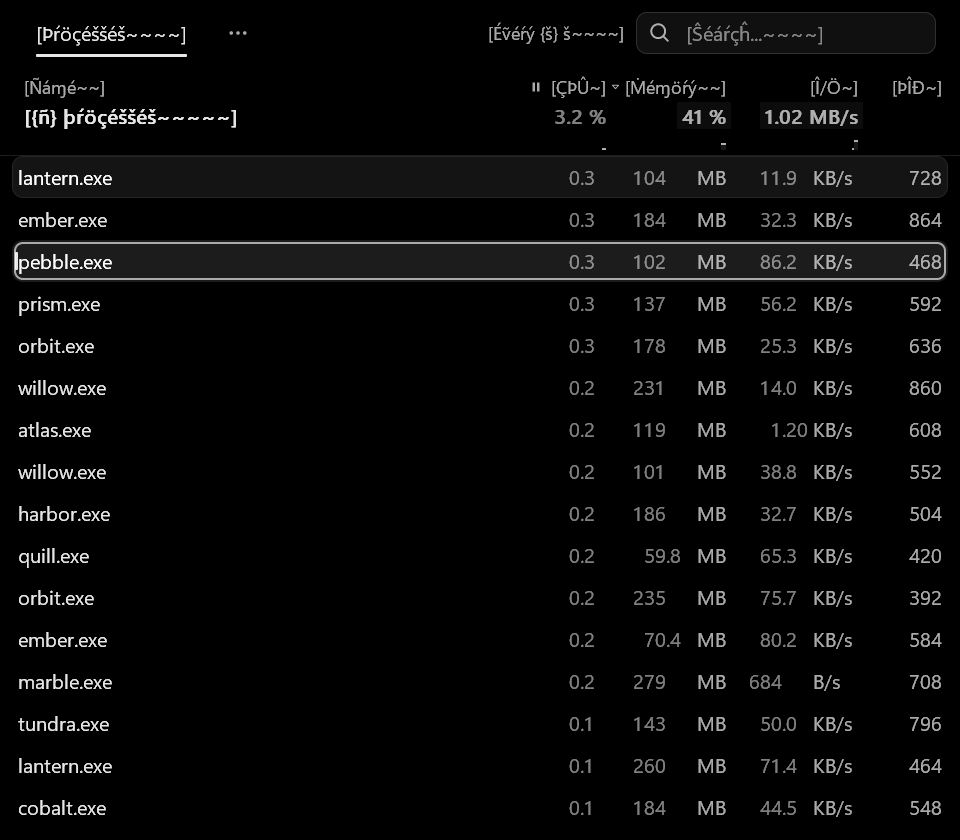 [Þŕöçéššéš~~~~] ··· [Éṽéŕý {š} š~~~~] [Ŝéáŕçĥ...~~~~]
[Ñáɱé~~] [ÇÞÛ~] [Ṁéɱöŕý~~] [Î/Ö~] [ÞÎÐ~]
[{ñ} þŕöçéššéš~~~~~] 3.2 % 41 % 1.02 MB/s
lantern.exe 0.3 104 MB 11.9 KB/s 728
ember.exe 0.3 184 MB 32.3 KB/s 864
pebble.exe 0.3 102 MB 86.2 KB/s 468
prism.exe 0.3 137 MB 56.2 KB/s 592
orbit.exe 0.3 178 MB 25.3 KB/s 636
willow.exe 0.2 231 MB 14.0 KB/s 860
atlas.exe 0.2 119 MB 1.20 KB/s 608
willow.exe 0.2 101 MB 38.8 KB/s 552
harbor.exe 0.2 186 MB 32.7 KB/s 504
quill.exe 0.2 59.8 MB 65.3 KB/s 420
orbit.exe 0.2 235 MB 75.7 KB/s 392
ember.exe 0.2 70.4 MB 80.2 KB/s 584
marble.exe 0.2 279 MB 684 B/s 708
tundra.exe 0.1 143 MB 50.0 KB/s 796
lantern.exe 0.1 260 MB 71.4 KB/s 464
cobalt.exe 0.1 184 MB 44.5 KB/s 548